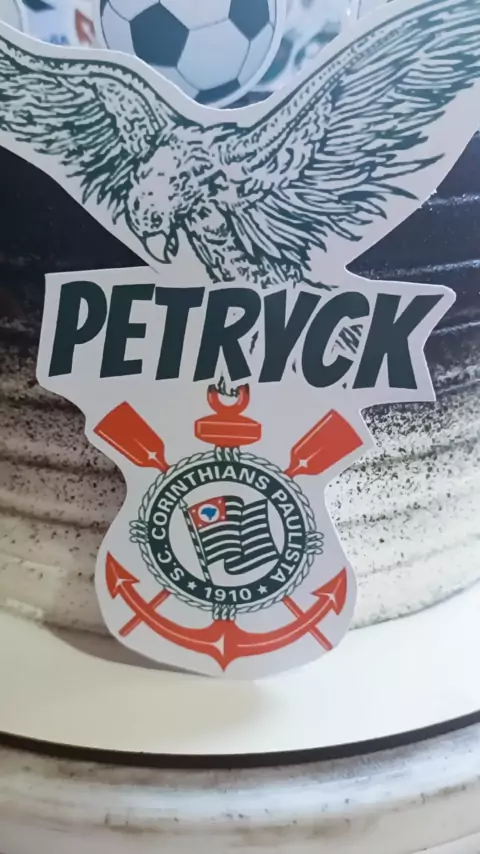 PETRYCK
S.C. CORINTHIANS PAULISTA
★ 1910 ★